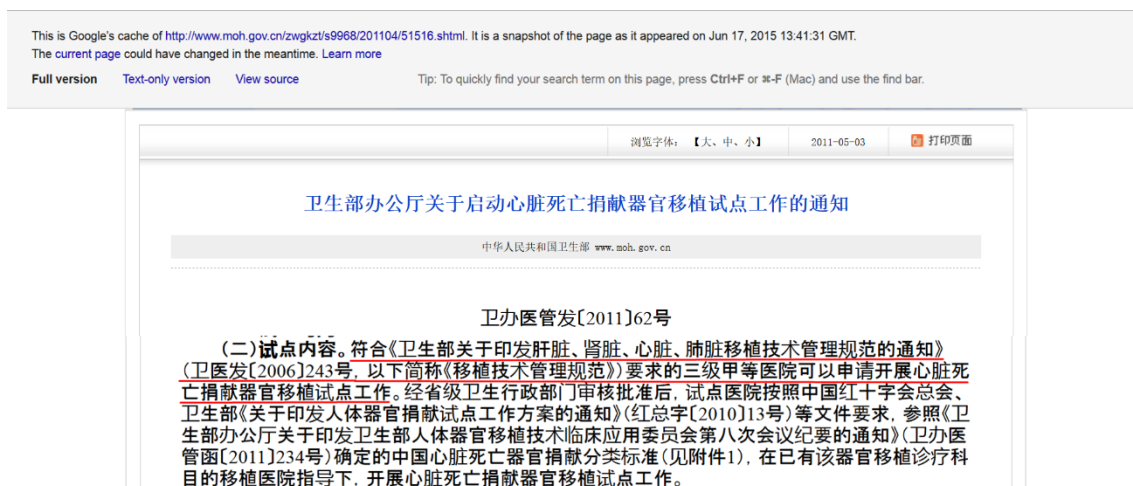 This is Google's cache of http://www.moh.gov.cn/zwgkzt/s9968/201104/51516.shtml. It is a snapshot of the page as it appeared on Jun 17, 2015 13:41:31 GMT.
The current page could have changed in the meantime. Learn more
Full version Text-only version View source Tip: To quickly find your search term on this page, press Ctrl+F or ⌘-F (Mac) and use the find bar.
浏览字体：【大、中、小】 2011-05-03 打印页面
卫生部办公厅关于启动心脏死亡捐献器官移植试点工作的通知
中华人民共和国卫生部 www.moh.gov.cn
卫办医管发〔2011〕62号
（二）试点内容。符合《卫生部关于印发肝脏、肾脏、心脏、肺脏移植技术管理规范的通知》
（卫医发〔2006〕243号，以下简称《移植技术管理规范》）要求的三级甲等医院可以申请开展心脏死
亡捐献器官移植试点工作。经省级卫生行政部门审核批准后，试点医院按照中国红十字会总会、
卫生部《关于印发人体器官捐献试点工作方案的通知》（红总字〔2010〕13号）等文件要求，参照《卫
生部办公厅关于印发卫生部人体器官移植技术临床应用委员会第八次会议纪要的通知》（卫办医
管函〔2011〕234号）确定的中国心脏死亡器官捐献分类标准（见附件1），在已有该器官移植诊疗科
目的移植医院指导下，开展心脏死亡捐献器官移植试点工作。